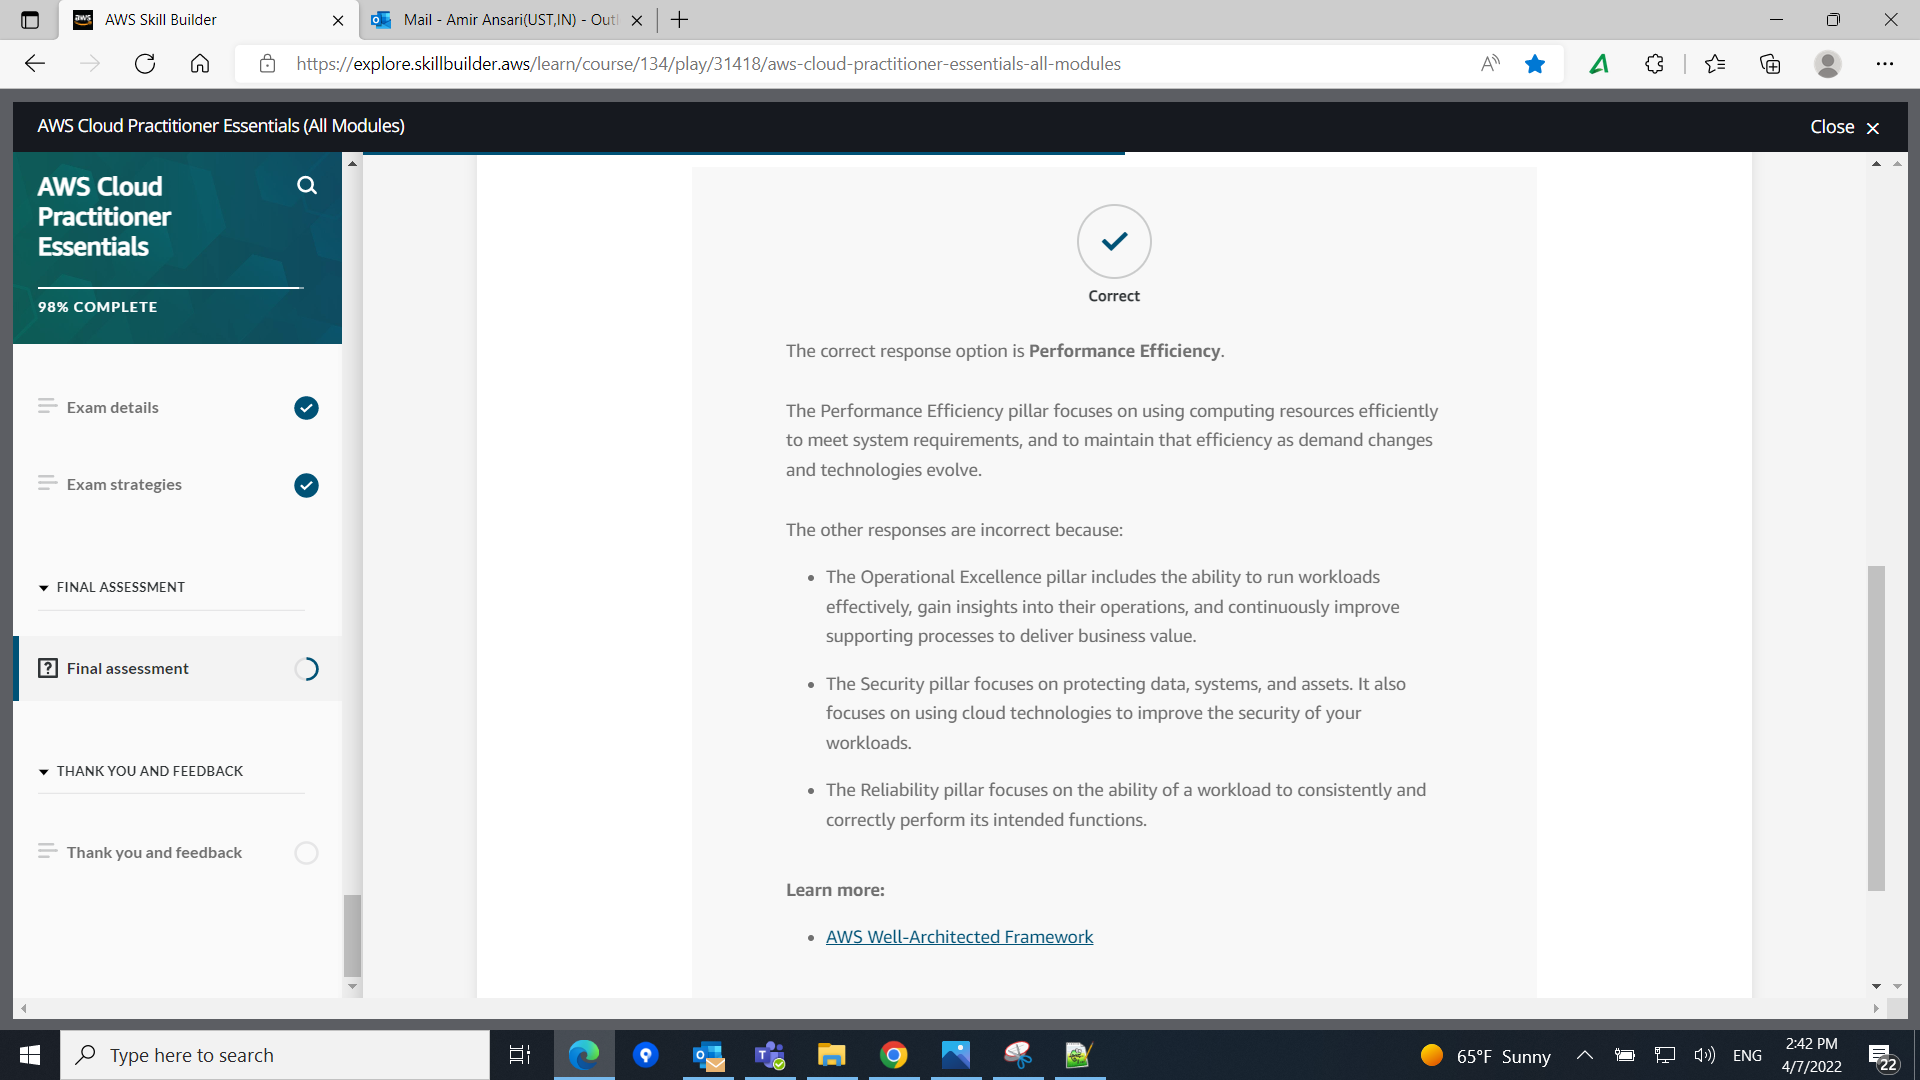 AWS Skill Builder
Mail - Amir Ansari(UST,IN) - Outl
https://explore.skillbuilder.aws/learn/course/134/play/31418/aws-cloud-practitioner-essentials-all-modules
AWS Cloud Practitioner Essentials (All Modules)
Close
AWS Cloud
Practitioner
Essentials
98% COMPLETE
Exam details
Exam strategies
FINAL ASSESSMENT
Final assessment
THANK YOU AND FEEDBACK
Thank you and feedback
Correct
The correct response option is Performance Efficiency.
The Performance Efficiency pillar focuses on using computing resources efficiently
to meet system requirements, and to maintain that efficiency as demand changes
and technologies evolve.
The other responses are incorrect because:
• The Operational Excellence pillar includes the ability to run workloads
effectively, gain insights into their operations, and continuously improve
supporting processes to deliver business value.
• The Security pillar focuses on protecting data, systems, and assets. It also
focuses on using cloud technologies to improve the security of your
workloads.
• The Reliability pillar focuses on the ability of a workload to consistently and
correctly perform its intended functions.
Learn more:
• AWS Well-Architected Framework
Type here to search
65°F Sunny
ENG
2:42 PM
4/7/2022
22